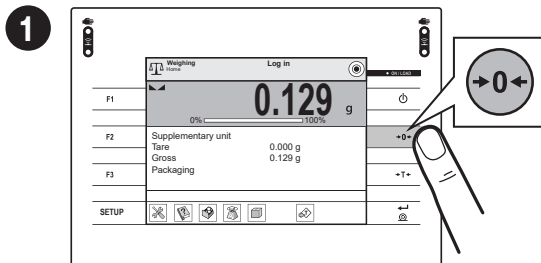 1
Weighing
Home
Log in
• ON / LOAD
0.129 g
0% 100%
F1
F2
F3
SETUP
Supplementary unit
Tare 0.000 g
Gross 0.129 g
Packaging
→0←
→T←
→0←